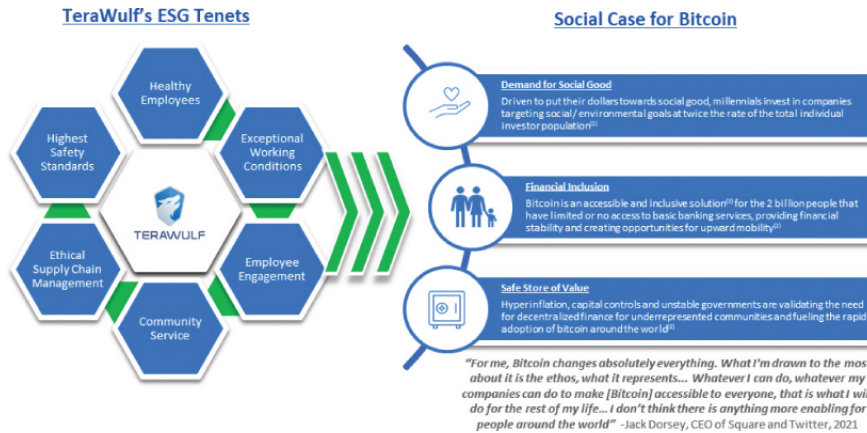 TeraWulf's ESG Tenets
Healthy
Employees
Highest
Safety
Standards
Exceptional
Working
Conditions
TERAWULF
Ethical
Supply Chain
Management
Employee
Engagement
Community
Service
Social Case for Bitcoin
Demand for Social Good
Driven to put their dollars towards social good, millennials invest in companies
targeting social/ environmental goals at twice the rate of the total individual
investor population(1)
Financial Inclusion
Bitcoin is an accessible and inclusive solution(3) for the 2 billion people that
have limited or no access to basic banking services, providing financial
stability and creating opportunities for upward mobility(2)
Safe Store of Value
Hyper inflation, capital controls and unstable governments are validating the need
for decentralized finance for underrepresented communities and fueling the rapid
adoption of bitcoin around the world(3)
"For me, Bitcoin changes absolutely everything. What I'm drawn to the mos
about it is the ethos, what it represents... Whatever I can do, whatever my
companies can do to make [Bitcoin] accessible to everyone, that is what I wil
do for the rest of my life... I don't think there is anything more enabling for
people around the world" -Jack Dorsey, CEO of Square and Twitter, 2021